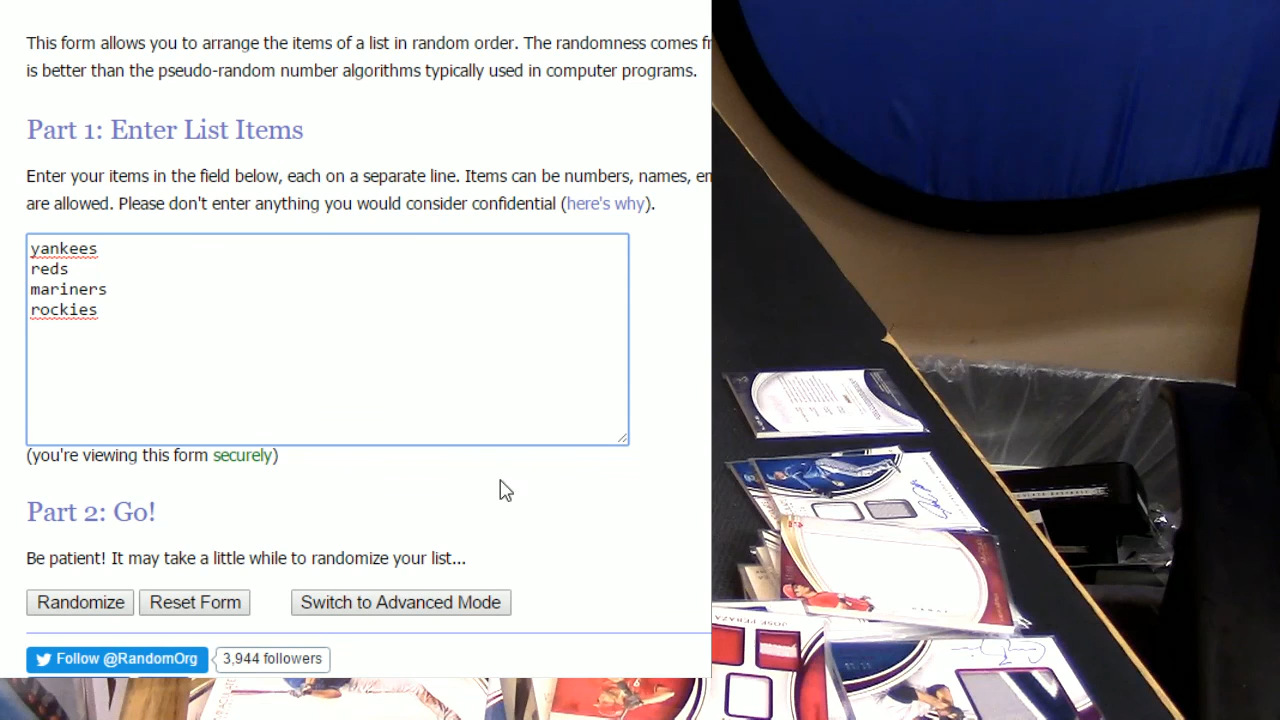 This form allows you to arrange the items of a list in random order. The randomness comes fr
is better than the pseudo-random number algorithms typically used in computer programs.
Part 1: Enter List Items
Enter your items in the field below, each on a separate line. Items can be numbers, names, em
are allowed. Please don't enter anything you would consider confidential (here's why).
yankees
reds
mariners
rockies
(you're viewing this form securely)
Part 2: Go!
Be patient! It may take a little while to randomize your list...
Randomize Reset Form Switch to Advanced Mode
Follow @RandomOrg 3,944 followers
JOSE PERAZA